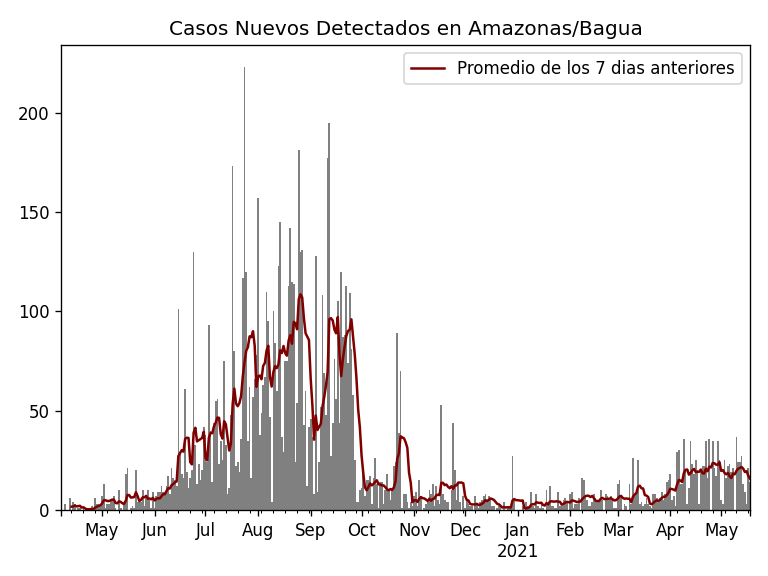 Casos Nuevos Detectados en Amazonas/Bagua
Promedio de los 7 dias anteriores
200
150
100
50
0
May Jun Jul Aug Sep Oct Nov Dec Jan Feb Mar Apr May
2021